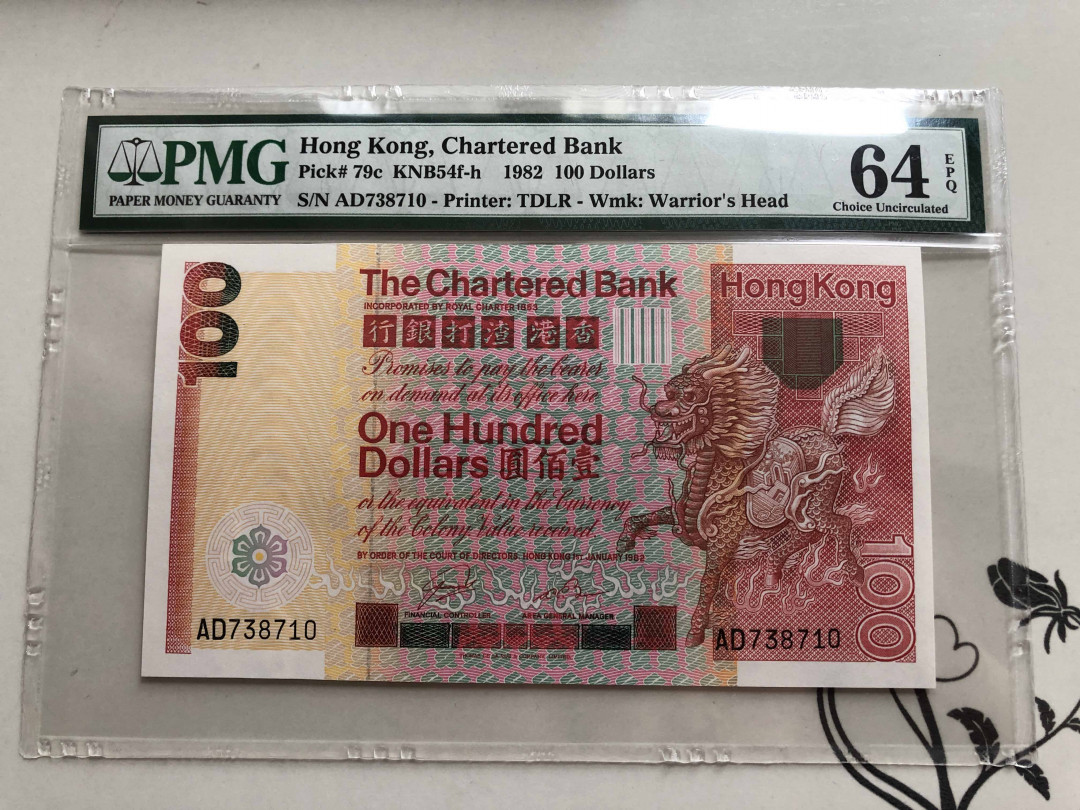 PMG
PAPER MONEY GUARANTY
Hong Kong, Chartered Bank
Pick# 79c KNB54f-h 1982 100 Dollars
S/N AD738710 - Printer: TDLR - Wmk: Warrior's Head
64 EPQ
Choice Uncirculated
100
The Chartered Bank
Hong Kong
INCORPORATED BY ROYAL CHARTER 1853
行銀打渣港香
Promises to pay the bearer
on demand at its office here
One Hundred
Dollars 圓佰壹
or the equivalent in the Currency
of the Colony Value received
BY ORDER OF THE COURT OF DIRECTORS. HONG KONG 1ST JANUARY 1982
FINANCIAL CONTROLLER
AREA GENERAL MANAGER
AD738710
AD738710
100